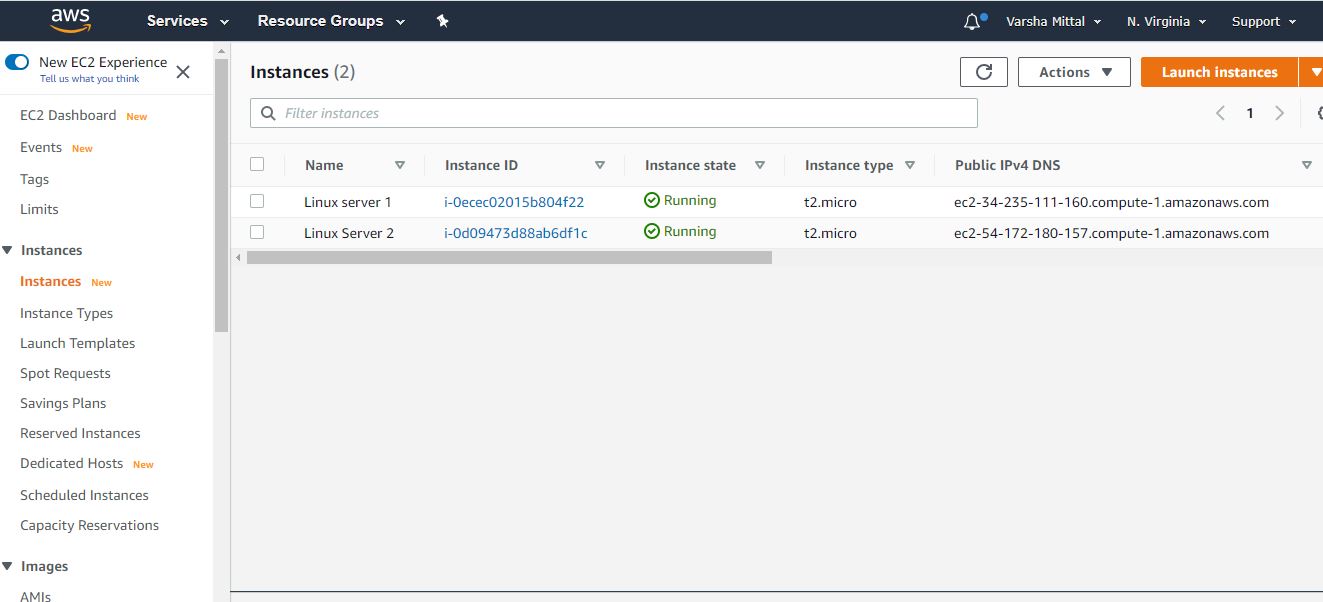 aws Services Resource Groups Varsha Mittal N. Virginia Support
New EC2 Experience
Tell us what you think
EC2 Dashboard New
Events New
Tags
Limits
Instances
Instances New
Instance Types
Launch Templates
Spot Requests
Savings Plans
Reserved Instances
Dedicated Hosts New
Scheduled Instances
Capacity Reservations
Images
AMIs
Instances (2) Actions Launch instances
Filter instances 1
Name Instance ID Instance state Instance type Public IPv4 DNS
Linux server 1 i-0ecec02015b804f22 Running t2.micro ec2-34-235-111-160.compute-1.amazonaws.com
Linux Server 2 i-0d09473d88ab6df1c Running t2.micro ec2-54-172-180-157.compute-1.amazonaws.com